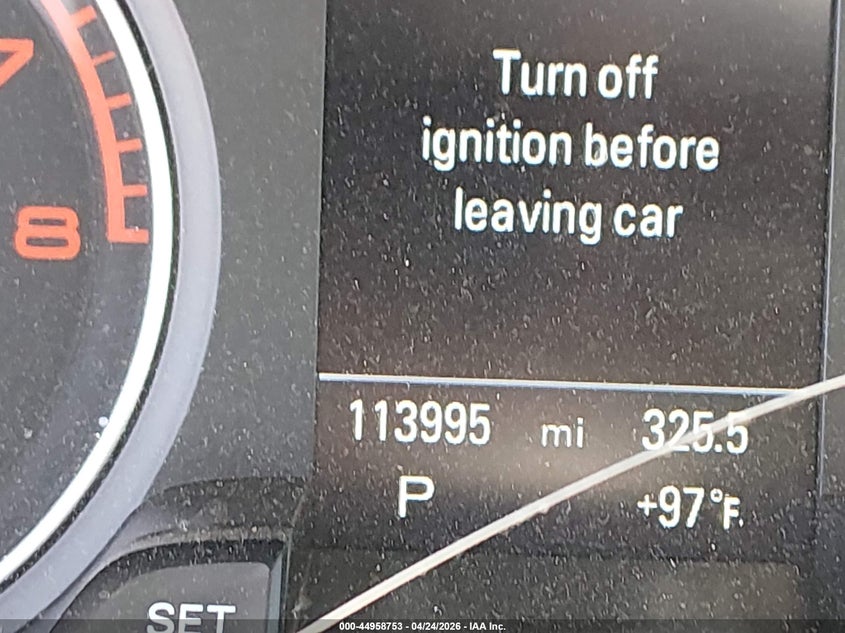 7
8
Turn off
ignition before
leaving car
113995 mi 325.5
P +97°F.
SET
000-44958753 - 04/24/2026 - IAA Inc.